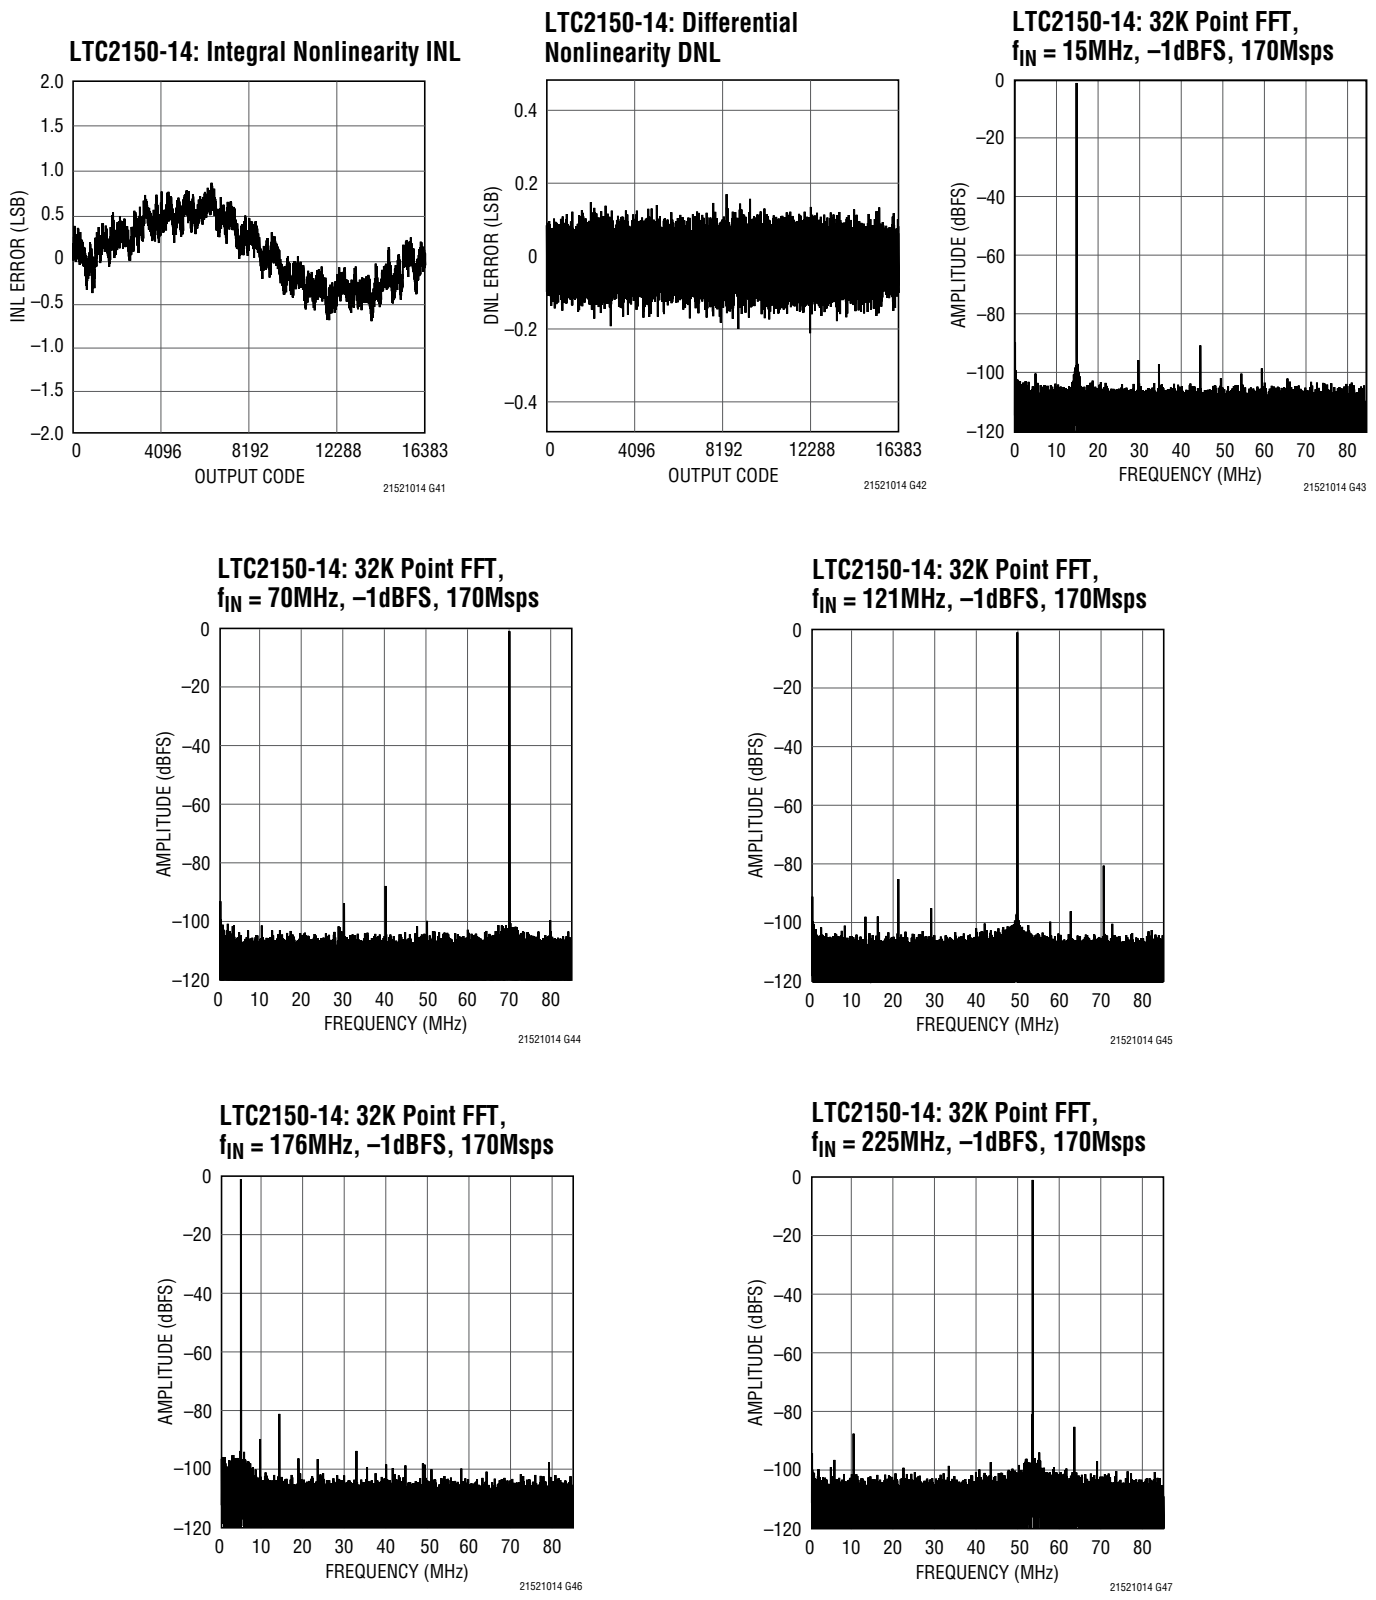 LTC2150-14: Integral Nonlinearity INL
2.0
1.5
1.0
0.5
0
–0.5
–1.0
–1.5
–2.0
INL ERROR (LSB)
0 4096 8192 12288 16383
OUTPUT CODE
21521014 G41
LTC2150-14: Differential
Nonlinearity DNL
0.4
0.2
0
–0.2
–0.4
DNL ERROR (LSB)
0 4096 8192 12288 16383
OUTPUT CODE
21521014 G42
LTC2150-14: 32K Point FFT,
fIN = 15MHz, –1dBFS, 170Msps
0
–20
–40
–60
–80
–100
–120
AMPLITUDE (dBFS)
0 10 20 30 40 50 60 70 80
FREQUENCY (MHz)
21521014 G43
LTC2150-14: 32K Point FFT,
fIN = 70MHz, –1dBFS, 170Msps
0
–20
–40
–60
–80
–100
–120
AMPLITUDE (dBFS)
0 10 20 30 40 50 60 70 80
FREQUENCY (MHz)
21521014 G44
LTC2150-14: 32K Point FFT,
fIN = 121MHz, –1dBFS, 170Msps
0
–20
–40
–60
–80
–100
–120
AMPLITUDE (dBFS)
0 10 20 30 40 50 60 70 80
FREQUENCY (MHz)
21521014 G45
LTC2150-14: 32K Point FFT,
fIN = 176MHz, –1dBFS, 170Msps
0
–20
–40
–60
–80
–100
–120
AMPLITUDE (dBFS)
0 10 20 30 40 50 60 70 80
FREQUENCY (MHz)
21521014 G46
LTC2150-14: 32K Point FFT,
fIN = 225MHz, –1dBFS, 170Msps
0
–20
–40
–60
–80
–100
–120
AMPLITUDE (dBFS)
0 10 20 30 40 50 60 70 80
FREQUENCY (MHz)
21521014 G47